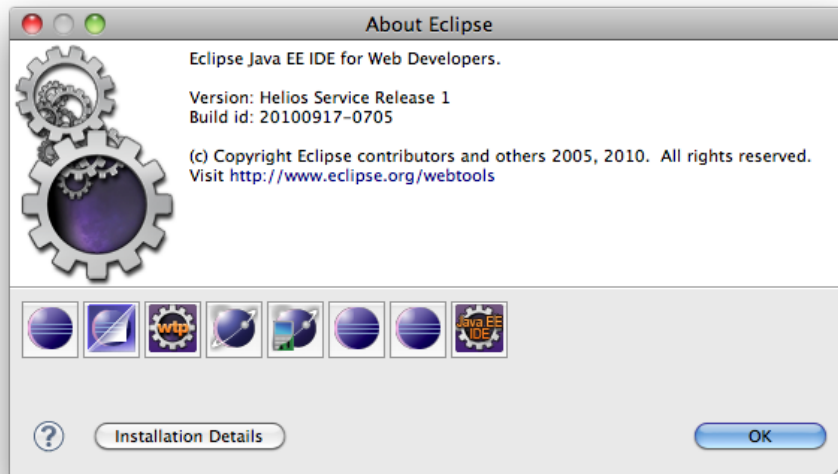 About Eclipse
Eclipse Java EE IDE for Web Developers.
Version: Helios Service Release 1
Build id: 20100917-0705
(c) Copyright Eclipse contributors and others 2005, 2010.  All rights reserved.
Visit http://www.eclipse.org/webtools
wtp
Java EE
IDE
?
Installation Details
OK